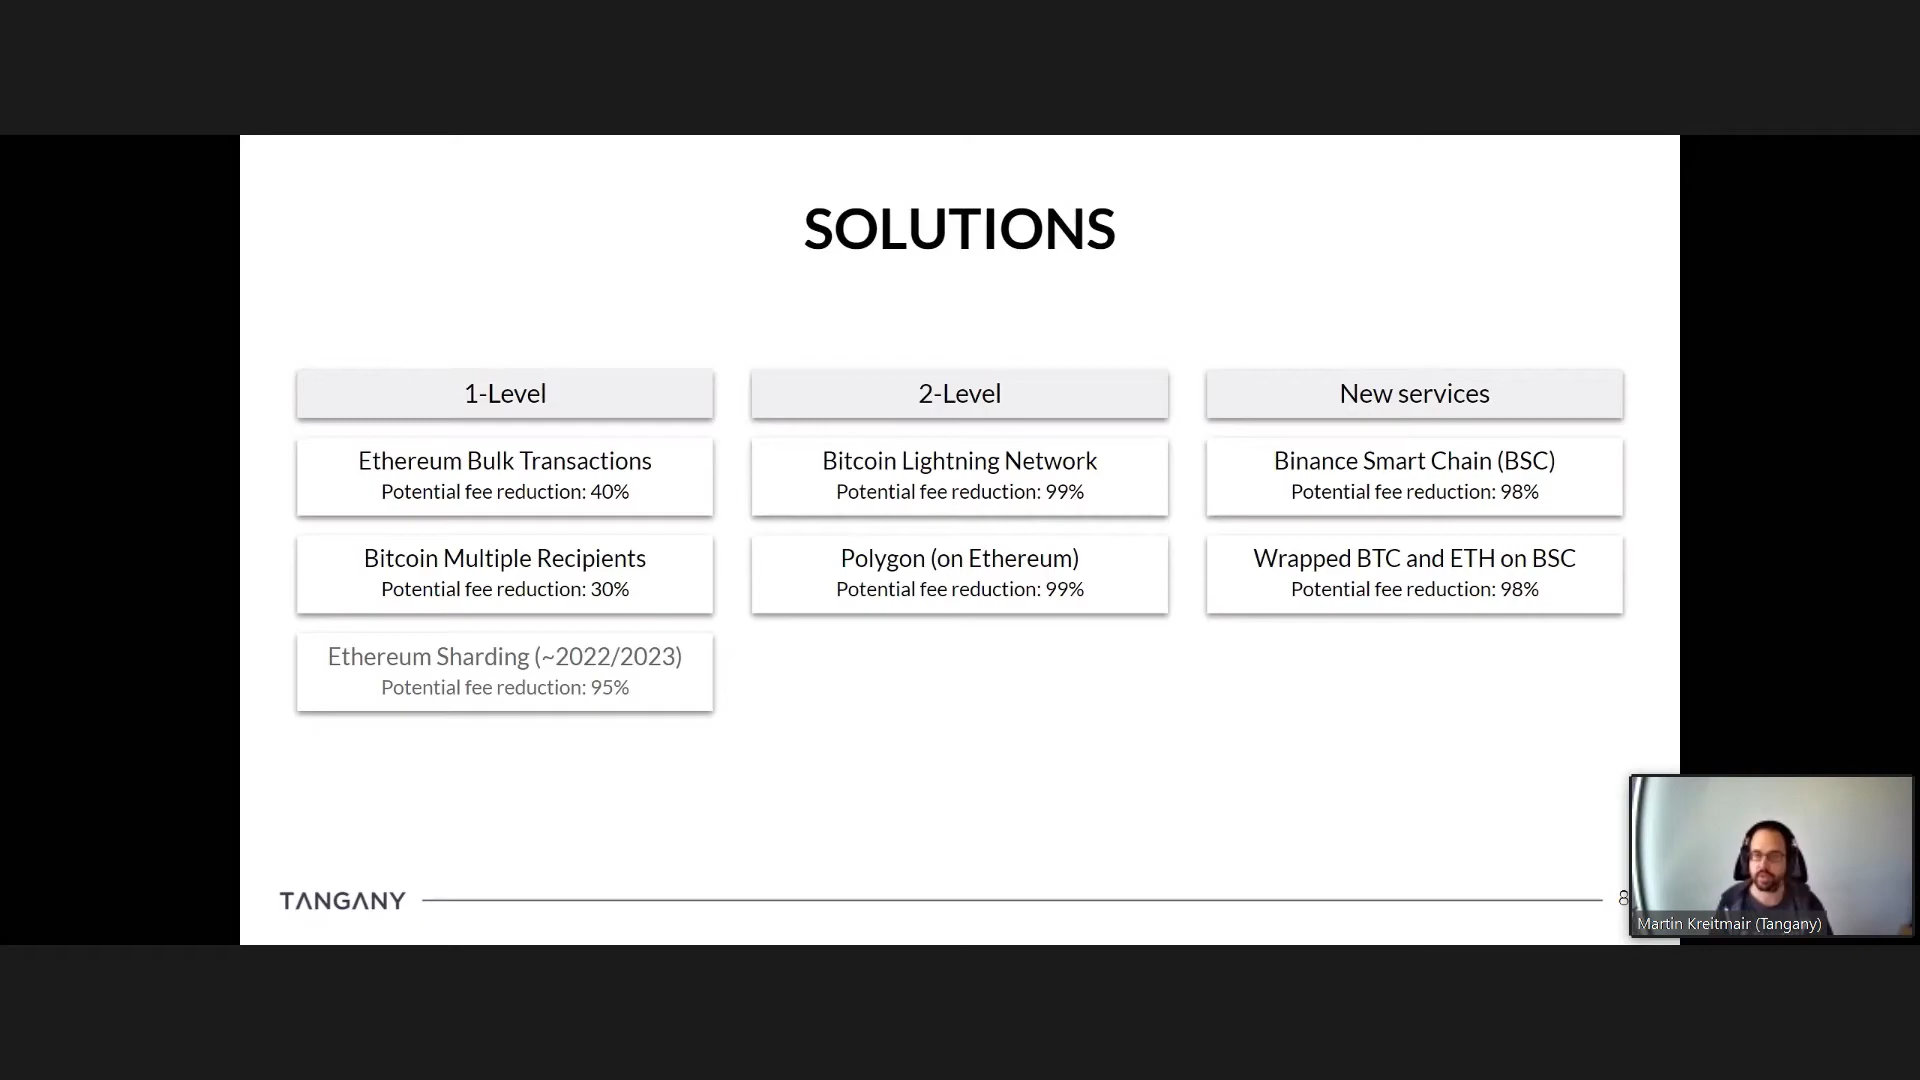 SOLUTIONS
1-Level
Ethereum Bulk Transactions
Potential fee reduction: 40%
Bitcoin Multiple Recipients
Potential fee reduction: 30%
Ethereum Sharding (~2022/2023)
Potential fee reduction: 95%
2-Level
Bitcoin Lightning Network
Potential fee reduction: 99%
Polygon (on Ethereum)
Potential fee reduction: 99%
New services
Binance Smart Chain (BSC)
Potential fee reduction: 98%
Wrapped BTC and ETH on BSC
Potential fee reduction: 98%
TANGANY
8
Martin Kreitmair (Tangany)